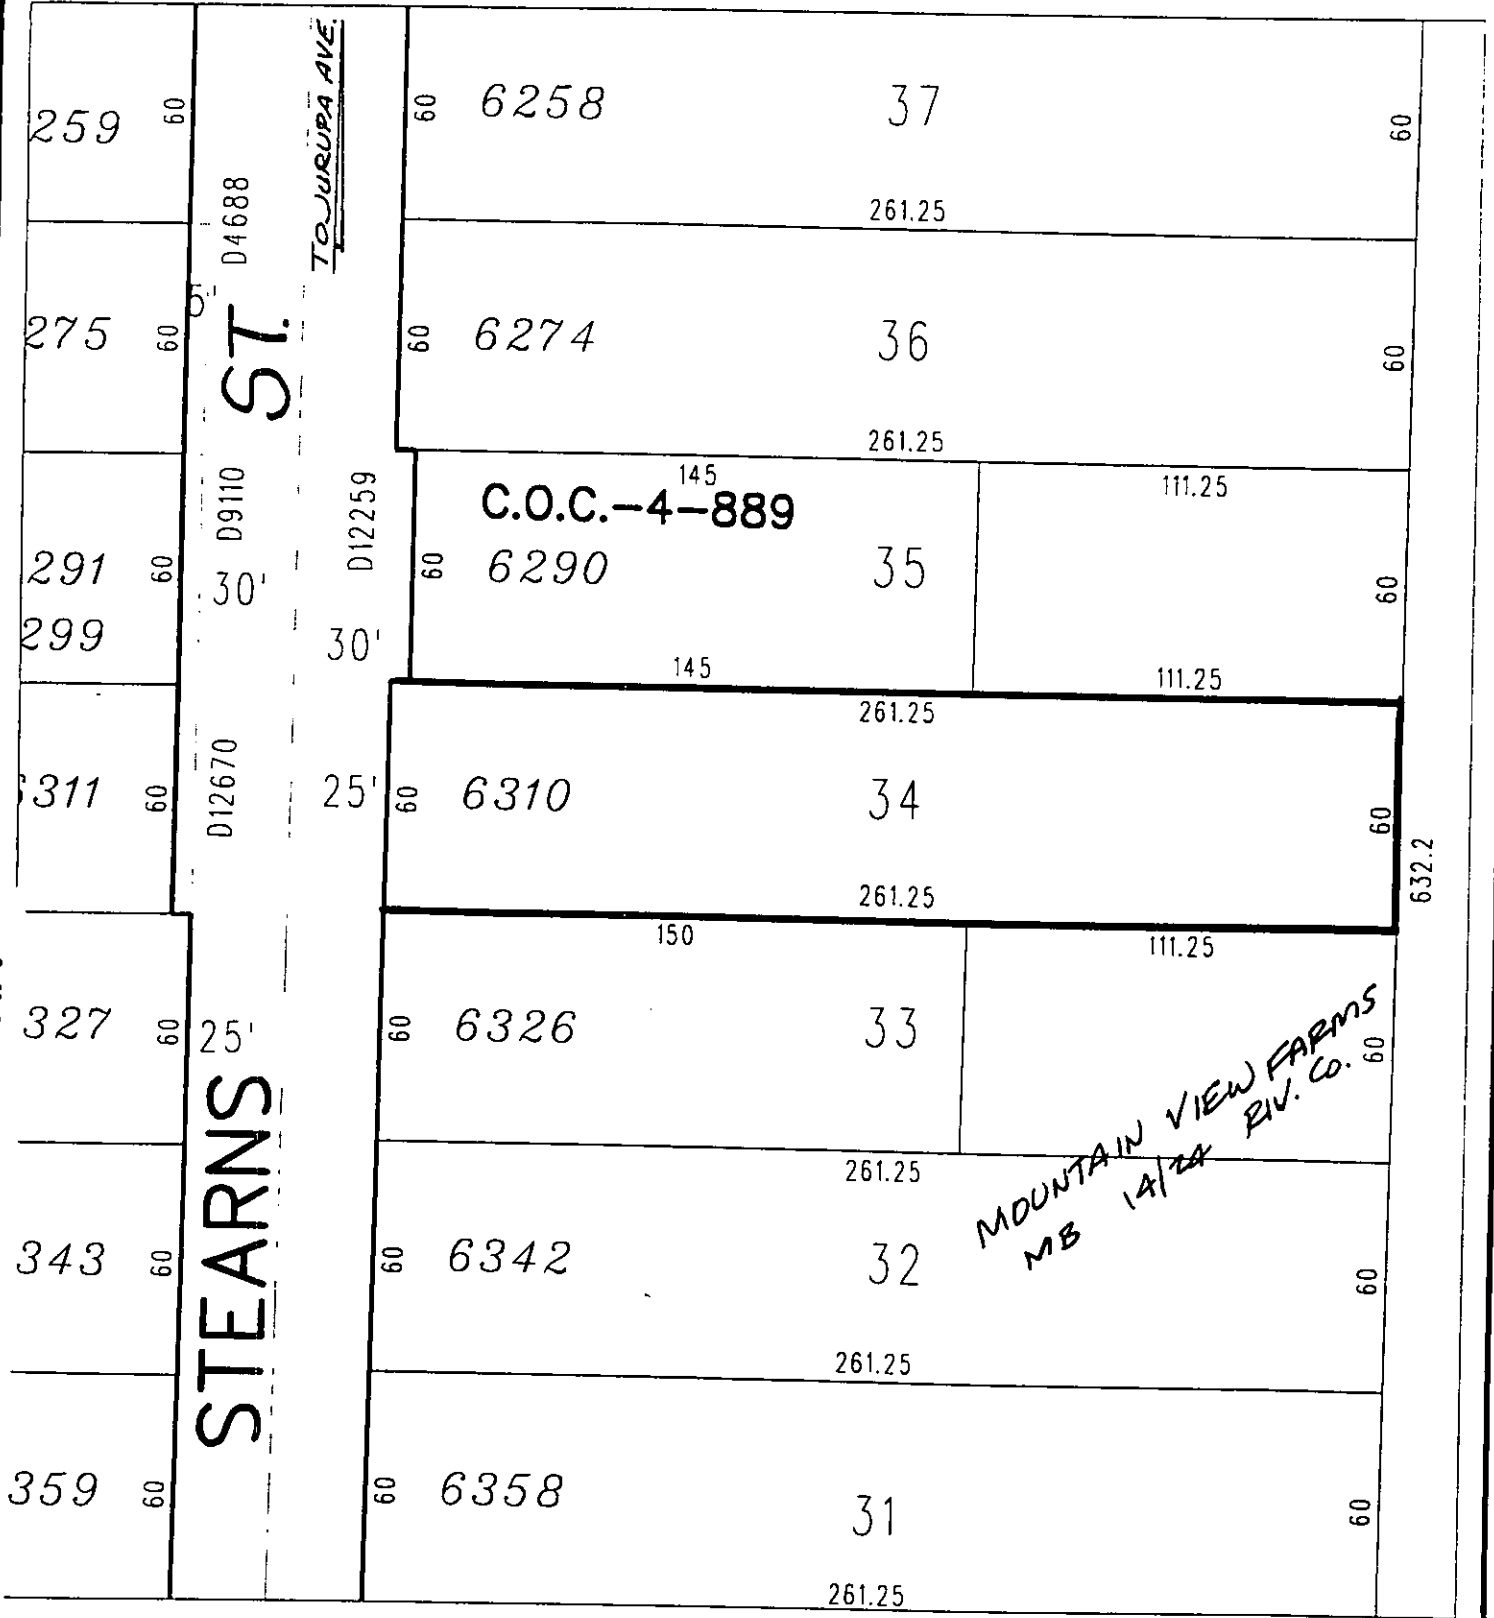 TO JURUPA AVE.
259 60 60 6258 37 60
D4688
261.25
5'
275 60 ST. 60 6274 36 60
261.25
145 111.25
C.O.C.-4-889
D9110 D12259
291 60 30' 60 6290 35 60
299 30'
145 111.25
261.25
D12670
311 60 25' 60 6310 34 60
632.2
261.25
150 111.25
327 60 25' 60 6326 33 60
MOUNTAIN VIEW FARMS
MB 14/24 RIV. CO.
STEARNS
261.25
343 60 60 6342 32 60
261.25
359 60 60 6358 31 60
261.25